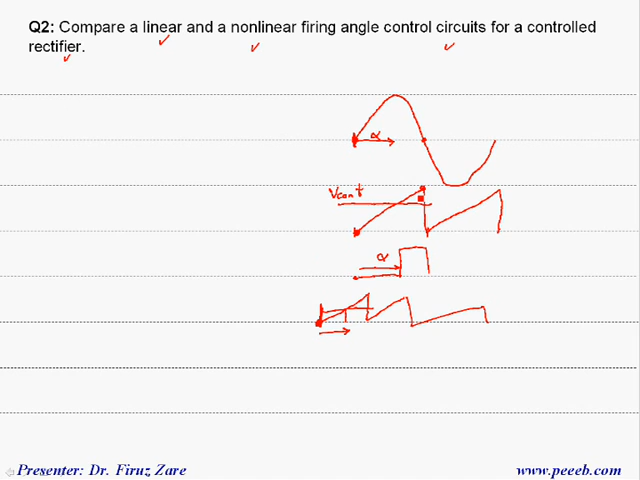 Q2: Compare a linear and a nonlinear firing angle control circuits for a controlled
rectifier.
α
Vcont
α
Presenter: Dr. Firuz Zare
www.peeeb.com